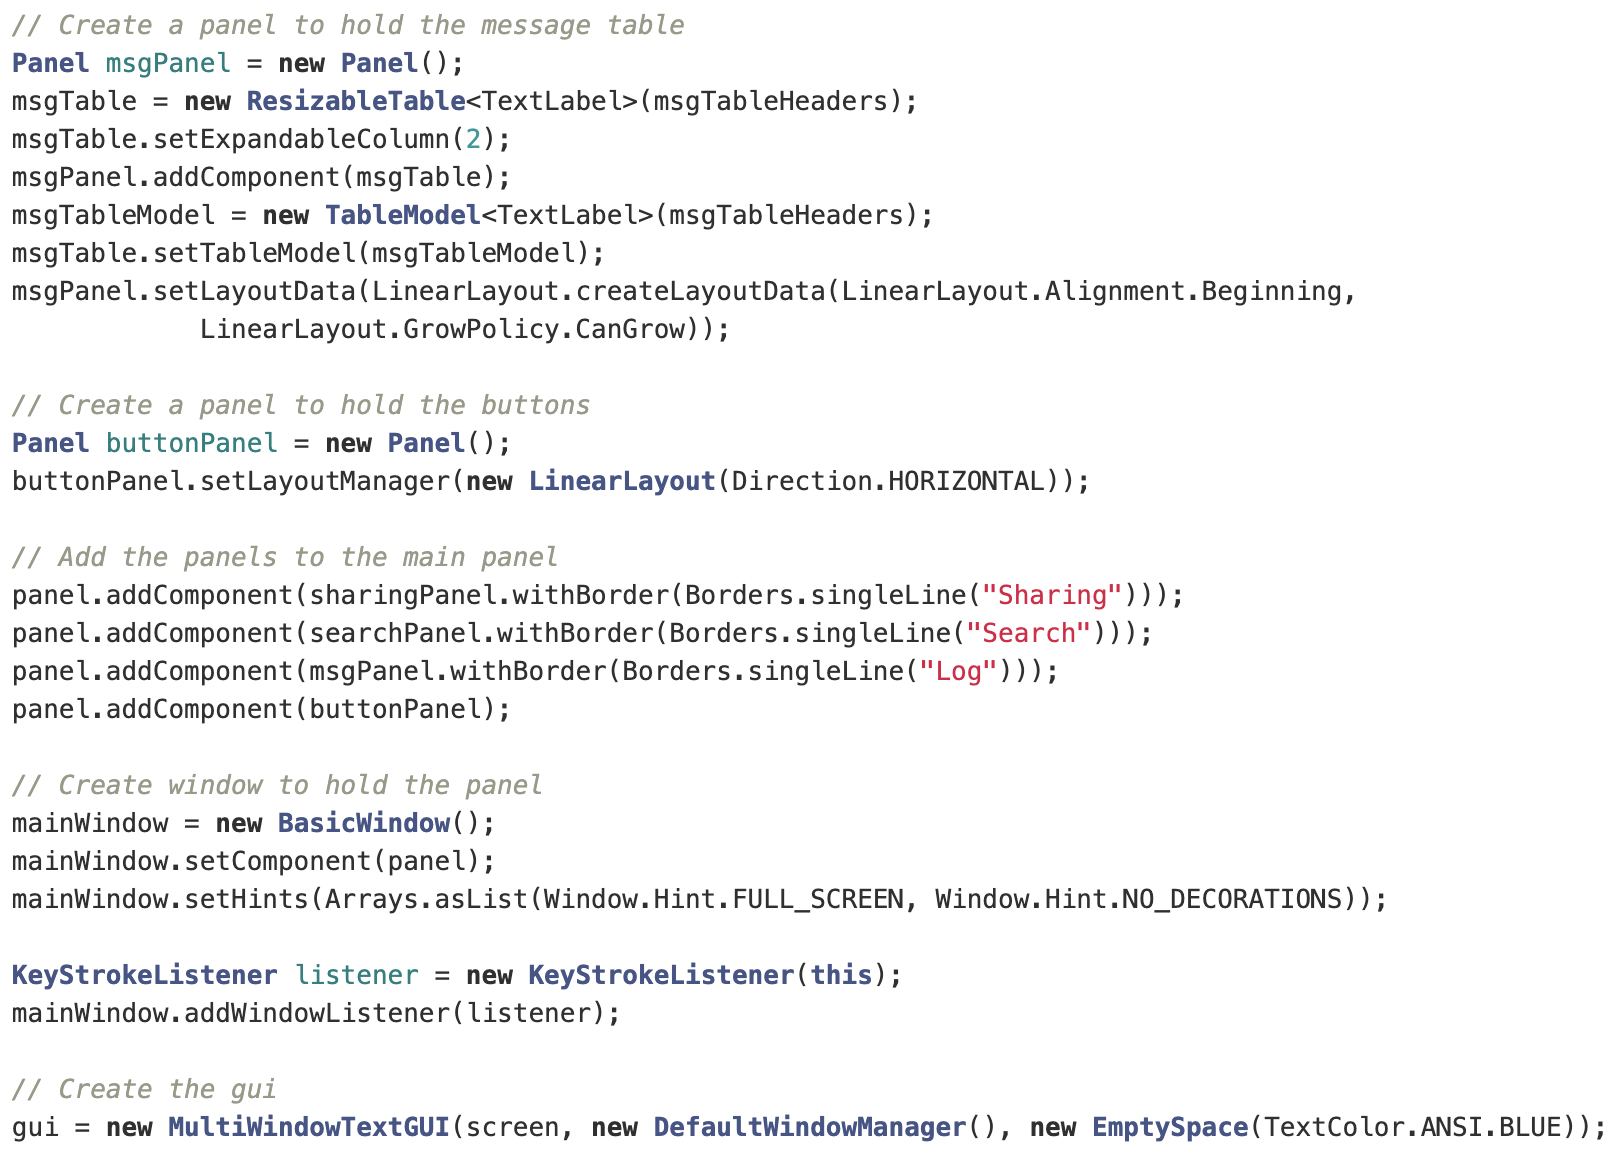 // Create a panel to hold the message table
Panel msgPanel = new Panel();
msgTable = new ResizableTable<TextLabel>(msgTableHeaders);
msgTable.setExpandableColumn(2);
msgPanel.addComponent(msgTable);
msgTableModel = new TableModel<TextLabel>(msgTableHeaders);
msgTable.setTableModel(msgTableModel);
msgPanel.setLayoutData(LinearLayout.createLayoutData(LinearLayout.Alignment.Beginning,
            LinearLayout.GrowPolicy.CanGrow));

// Create a panel to hold the buttons
Panel buttonPanel = new Panel();
buttonPanel.setLayoutManager(new LinearLayout(Direction.HORIZONTAL));

// Add the panels to the main panel
panel.addComponent(sharingPanel.withBorder(Borders.singleLine("Sharing")));
panel.addComponent(searchPanel.withBorder(Borders.singleLine("Search")));
panel.addComponent(msgPanel.withBorder(Borders.singleLine("Log")));
panel.addComponent(buttonPanel);

// Create window to hold the panel
mainWindow = new BasicWindow();
mainWindow.setComponent(panel);
mainWindow.setHints(Arrays.asList(Window.Hint.FULL_SCREEN, Window.Hint.NO_DECORATIONS));

KeyStrokeListener listener = new KeyStrokeListener(this);
mainWindow.addWindowListener(listener);

// Create the gui
gui = new MultiWindowTextGUI(screen, new DefaultWindowManager(), new EmptySpace(TextColor.ANSI.BLUE));